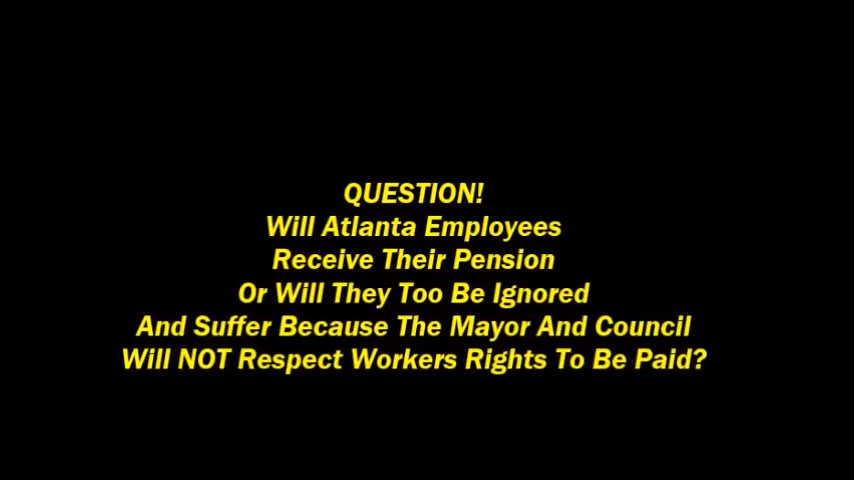 QUESTION!
Will Atlanta Employees
Receive Their Pension
Or Will They Too Be Ignored
And Suffer Because The Mayor And Council
Will NOT Respect Workers Rights To Be Paid?